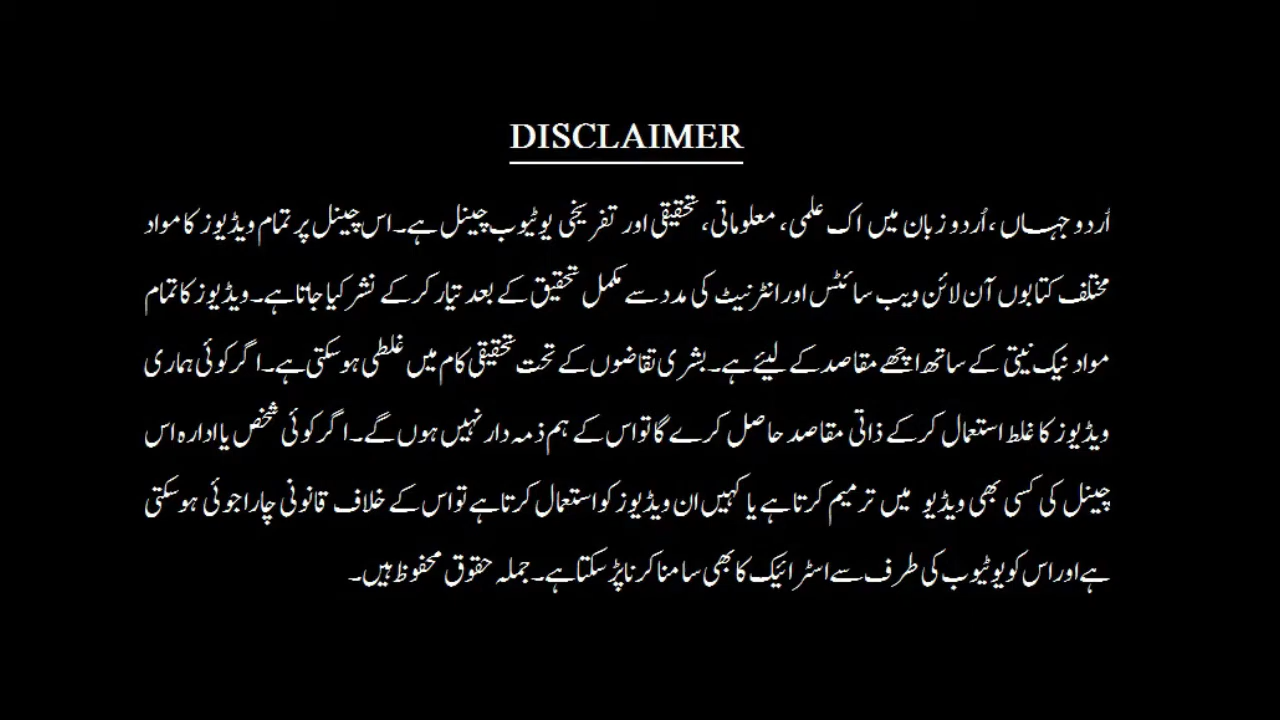 DISCLAIMER
اُردو جہاں ،اُردو زبان میں اک علمی، معلوماتی، تحقیقی اور تفریحی یوٹیوب چینل ہے۔اس چینل پر تمام ویڈیوز کا مواد
مختلف کتابوں آن لائن ویب سائٹس اور انٹرنیٹ کی مدد سے مکمل تحقیق کے بعد تیار کرکے نشر کیا جاتا ہے۔ویڈیوز کا تمام
مواد نیک نیتی کے ساتھ اچھے مقاصد کے لیئے ہے۔بشری تقاضوں کے تحت تحقیقی کام میں غلطی ہو سکتی ہے۔اگر کوئی ہماری
ویڈیوز کا غلط استعمال کرکے ذاتی مقاصد حاصل کرے گا تو اس کے ہم ذمہ دار نہیں ہوں گے۔اگر کوئی شخص یا ادارہ اس
چینل کی کسی بھی ویڈیو میں ترمیم کرتا ہے یا کہیں ان ویڈیوز کو استعمال کرتا ہے تو اس کے خلاف قانونی چارا جوئی ہو سکتی
ہے اور اس کو یوٹیوب کی طرف سے اسٹرائیک کا بھی سامنا کرنا پڑ سکتا ہے۔جملہ حقوق محفوظ ہیں۔